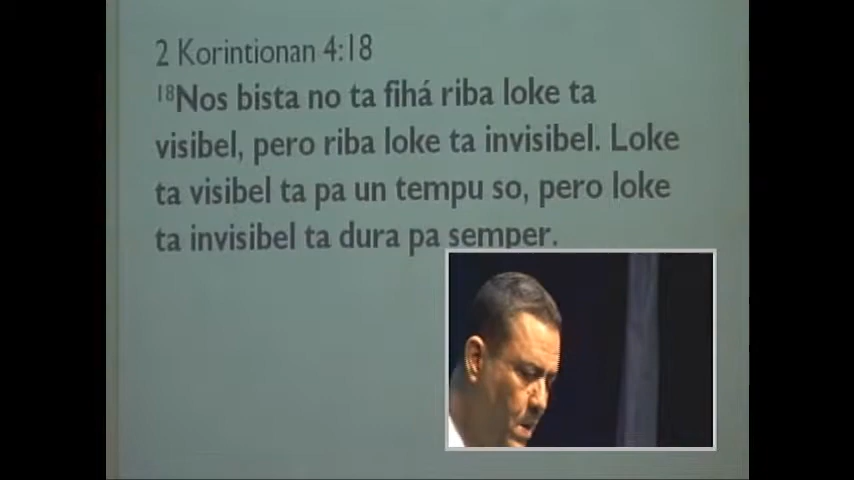 2 Korintionan 4:18
18Nos bista no ta fihá riba loke ta
visibel, pero riba loke ta invisibel. Loke
ta visibel ta pa un tempu so, pero loke
ta invisibel ta dura pa semper.